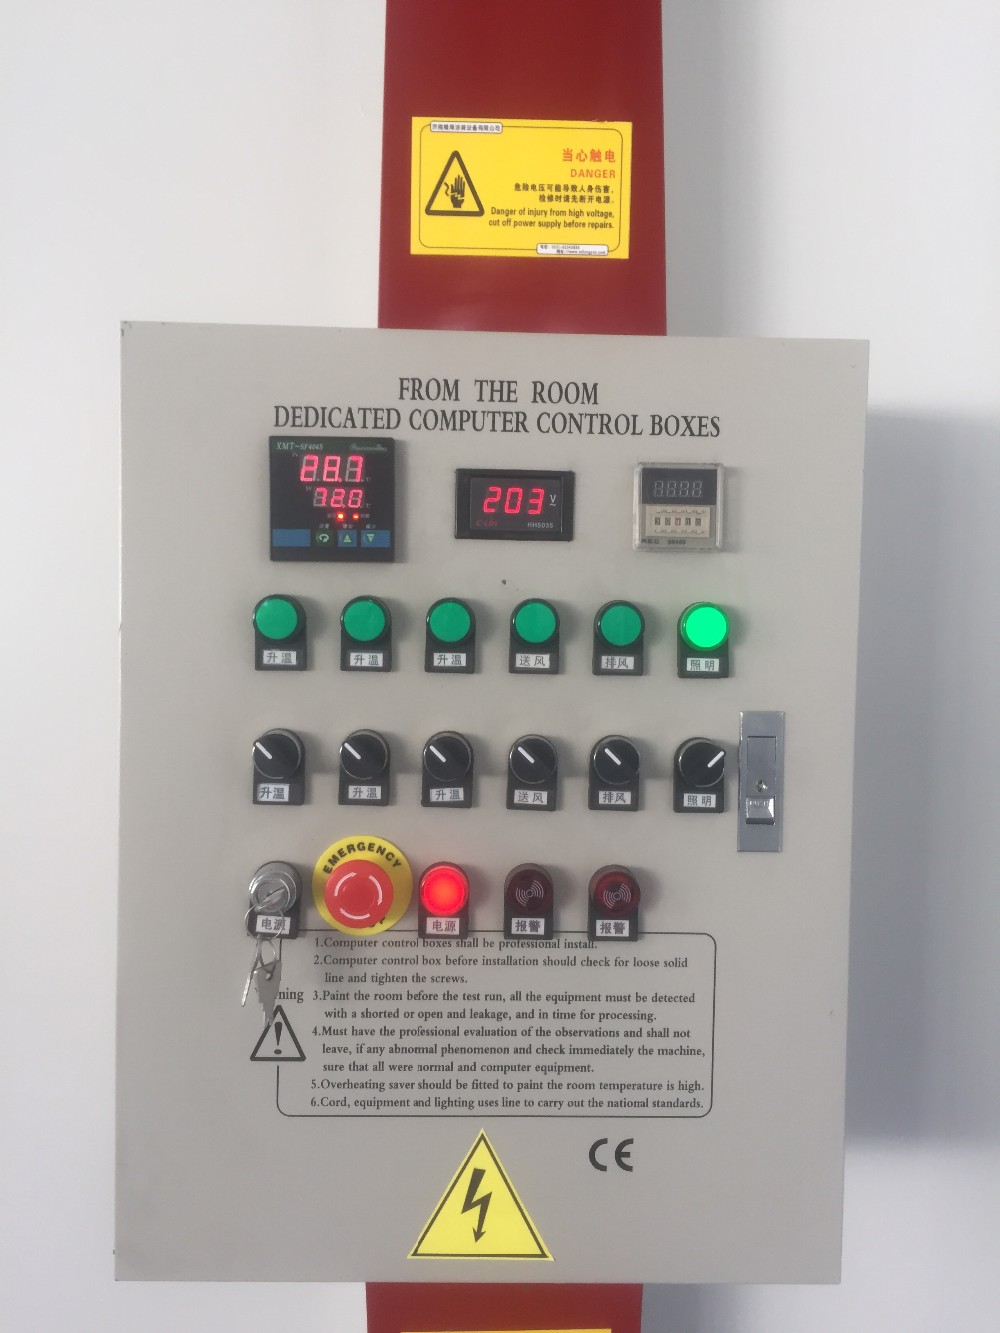 当心触电
DANGER
危险电压可能导致人身伤害,
检修时请先断开电源.
Danger of injury from high voltage,
cut off power supply before repairs.
FROM THE ROOM
DEDICATED COMPUTER CONTROL BOXES
XMT-SF404S
28.7
203 V
HH5035
升温 升温 升温 送风 排风 照明
升温 升温 升温 送风 排风 照明
EMERGENCY
电源 电源 报警 报警
1.Computer control boxes shall be professional install.
2.Computer control box before installation should check for loose solid
line and tighten the screws.
3.Paint the room before the test run, all the equipment must be detected
with a shorted or open and leakage, and in time for processing.
4.Must have the professional evaluation of the observations and shall not
leave, if any abnormal phenomenon and check immediately the machine,
sure that all were normal and computer equipment.
5.Overheating saver should be fitted to paint the room temperature is high.
6.Cord, equipment and lighting uses line to carry out the national standards.
CE